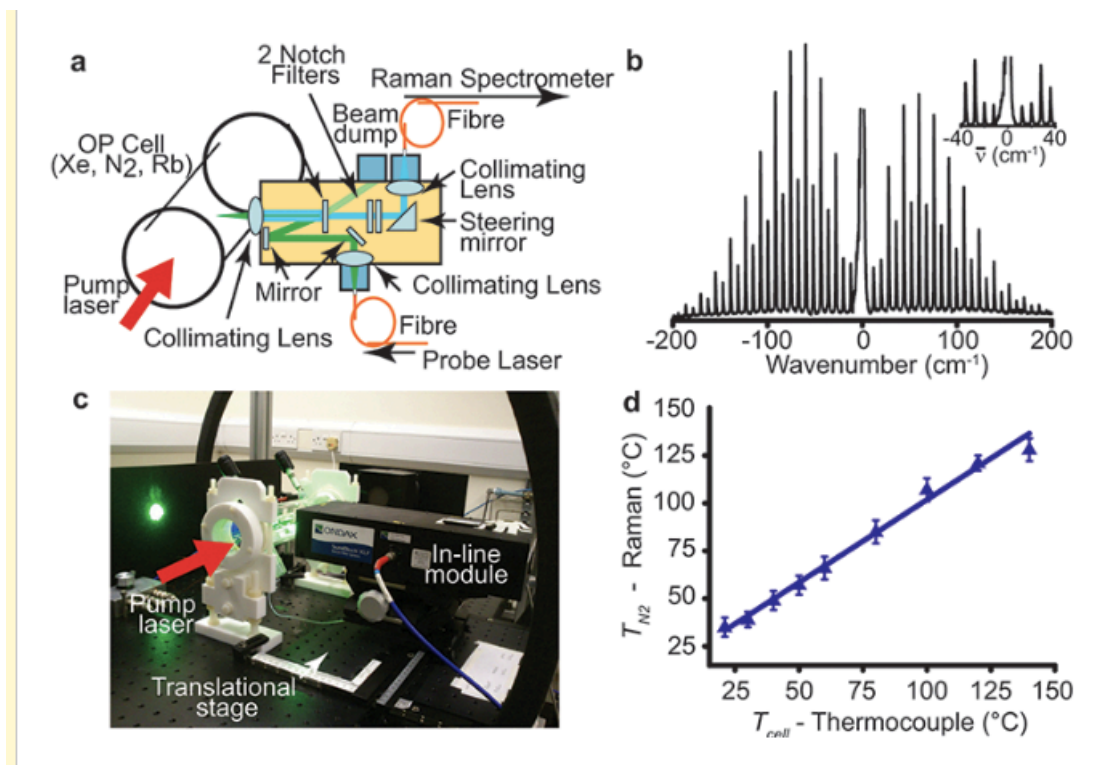 a
2 Notch
Filters
Raman Spectrometer
Beam
dump
Fibre
OP Cell
(Xe, N2, Rb)
Collimating
Lens
Steering
mirror
Pump
laser
Mirror
Collimating Lens
Collimating Lens
Fibre
Probe Laser
b
-40 0 40
ν̅ (cm⁻¹)
-200 -100 0 100 200
Wavenumber (cm⁻¹)
c
ONDAX
In-line
module
Pump
laser
Translational
stage
d
150
125
100
75
50
25
T_N2 - Raman (°C)
25 50 75 100 125 150
T_cell - Thermocouple (°C)